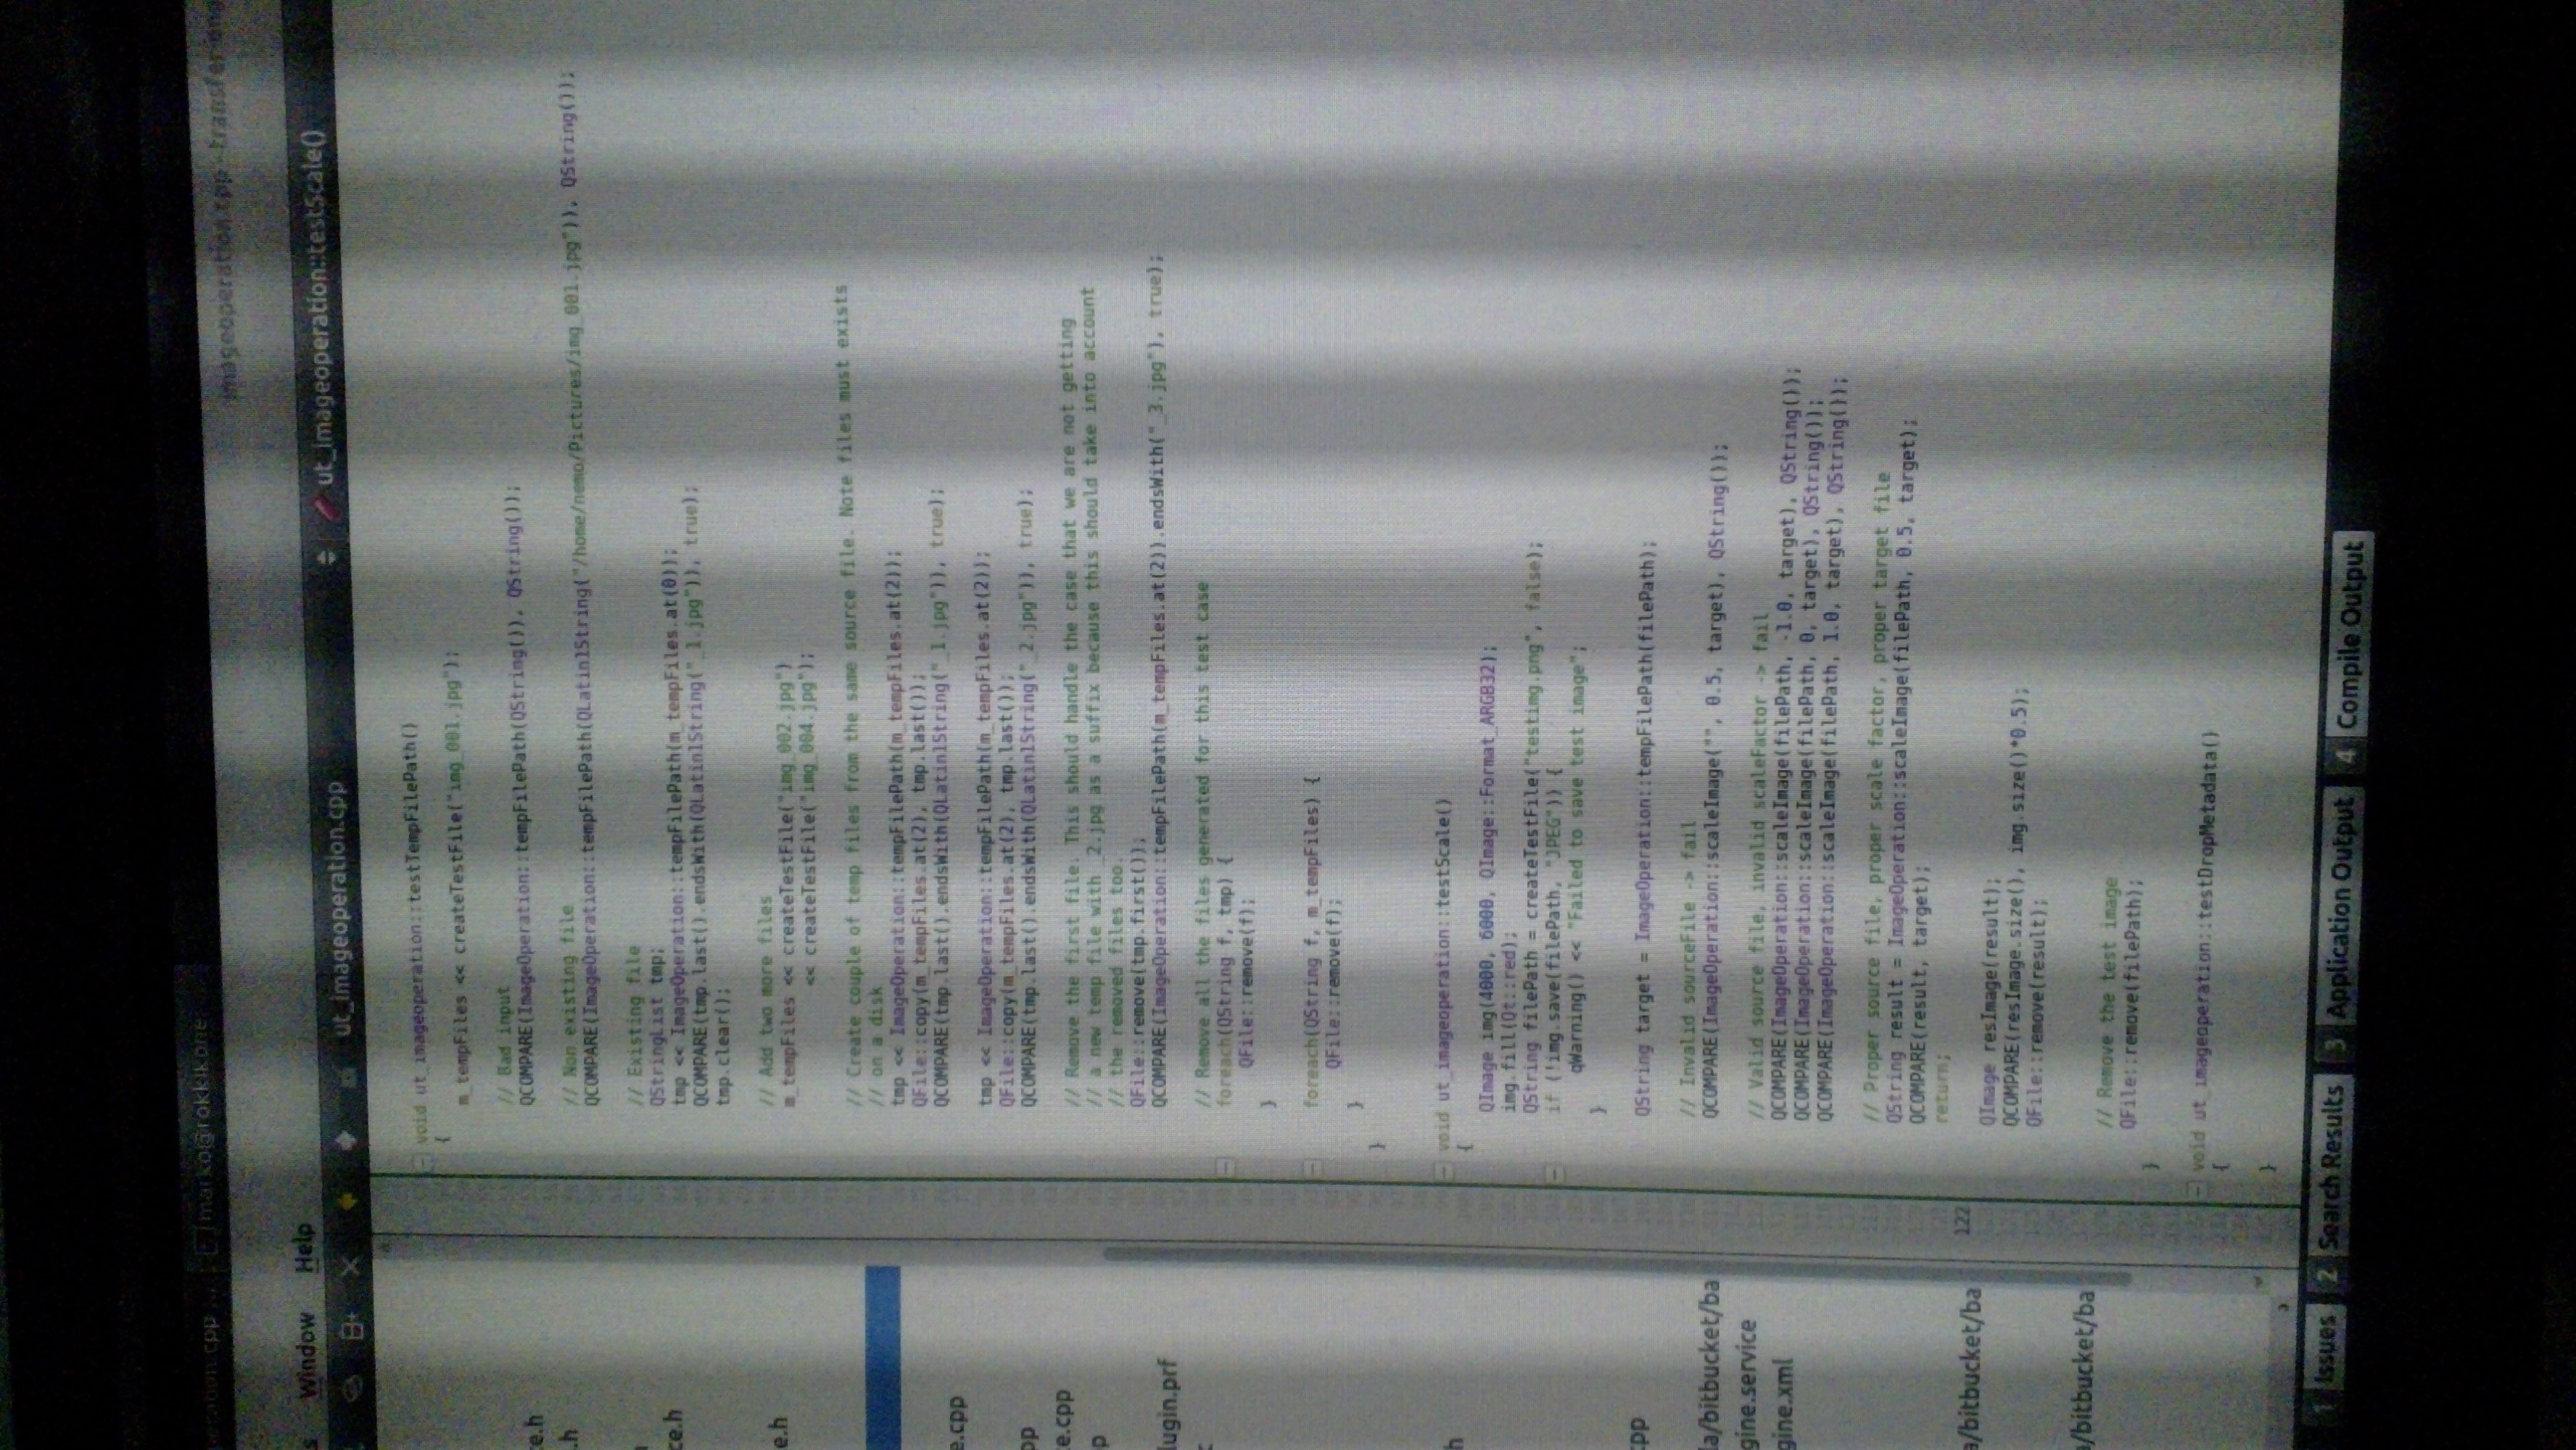 marko@rokkikone
imageoperation.cpp - transfer
Window Help
ut_imageoperation.cpp
ut_imageoperation::testScale()
void ut_imageoperation::testTempFilePath()
{
m_tempFiles << createTestFile("img_001.jpg");
// Bad input
QCOMPARE(ImageOperation::tempFilePath(QString()), QString());
// Non existing file
QCOMPARE(ImageOperation::tempFilePath(QLatin1String("/home/nemo/Pictures/img_001.jpg")), QString());
// Existing file
QStringList tmp;
tmp << ImageOperation::tempFilePath(m_tempFiles.at(0));
QCOMPARE(tmp.last().endsWith(QLatin1String("_1.jpg")), true);
tmp.clear();
// Add two more files
m_tempFiles << createTestFile("img_002.jpg")
<< createTestFile("img_004.jpg");
// Create couple of temp files from the same source file. Note files must exists
// on a disk
tmp << ImageOperation::tempFilePath(m_tempFiles.at(2));
QFile::copy(m_tempFiles.at(2), tmp.last());
QCOMPARE(tmp.last().endsWith(QLatin1String("_1.jpg")), true);
tmp << ImageOperation::tempFilePath(m_tempFiles.at(2));
QFile::copy(m_tempFiles.at(2), tmp.last());
QCOMPARE(tmp.last().endsWith(QLatin1String("_2.jpg")), true);
// Remove the first file. This should handle the case that we are not getting
// a new temp file with _2.jpg as a suffix because this should take into account
// the removed files too.
QFile::remove(tmp.first());
QCOMPARE(ImageOperation::tempFilePath(m_tempFiles.at(2)).endsWith("_3.jpg"), true);
// Remove all the files generated for this test case
foreach(QString f, tmp) {
QFile::remove(f);
}
foreach(QString f, m_tempFiles) {
QFile::remove(f);
}
}
void ut_imageoperation::testScale()
{
QImage img(4000, 6000, QImage::Format_ARGB32);
img.fill(Qt::red);
QString filePath = createTestFile("testimg.png", false);
if (!img.save(filePath, "JPEG")) {
qWarning() << "Failed to save test image";
}
QString target = ImageOperation::tempFilePath(filePath);
// Invalid sourceFile -> fail
QCOMPARE(ImageOperation::scaleImage("", 0.5, target), QString());
// Valid source file, invalid scaleFactor -> fail
QCOMPARE(ImageOperation::scaleImage(filePath, -1.0, target), QString());
QCOMPARE(ImageOperation::scaleImage(filePath, 0, target), QString());
QCOMPARE(ImageOperation::scaleImage(filePath, 1.0, target), QString());
// Proper source file, proper scale factor, proper target file
QString result = ImageOperation::scaleImage(filePath, 0.5, target);
QCOMPARE(result, target);
return;
122
QImage resImage(result);
QCOMPARE(resImage.size(), img.size()*0.5);
QFile::remove(result);
// Remove the test image
QFile::remove(filePath);
}
void ut_imageoperation::testDropMetadata()
{
}
e.h
.h
ce.h
e.h
e.cpp
pp
e.cpp
p
lugin.prf
h
cpp
a/bitbucket/ba
gine.service
gine.xml
a/bitbucket/ba
/bitbucket/ba
1 Issues 2 Search Results 3 Application Output 4 Compile Output